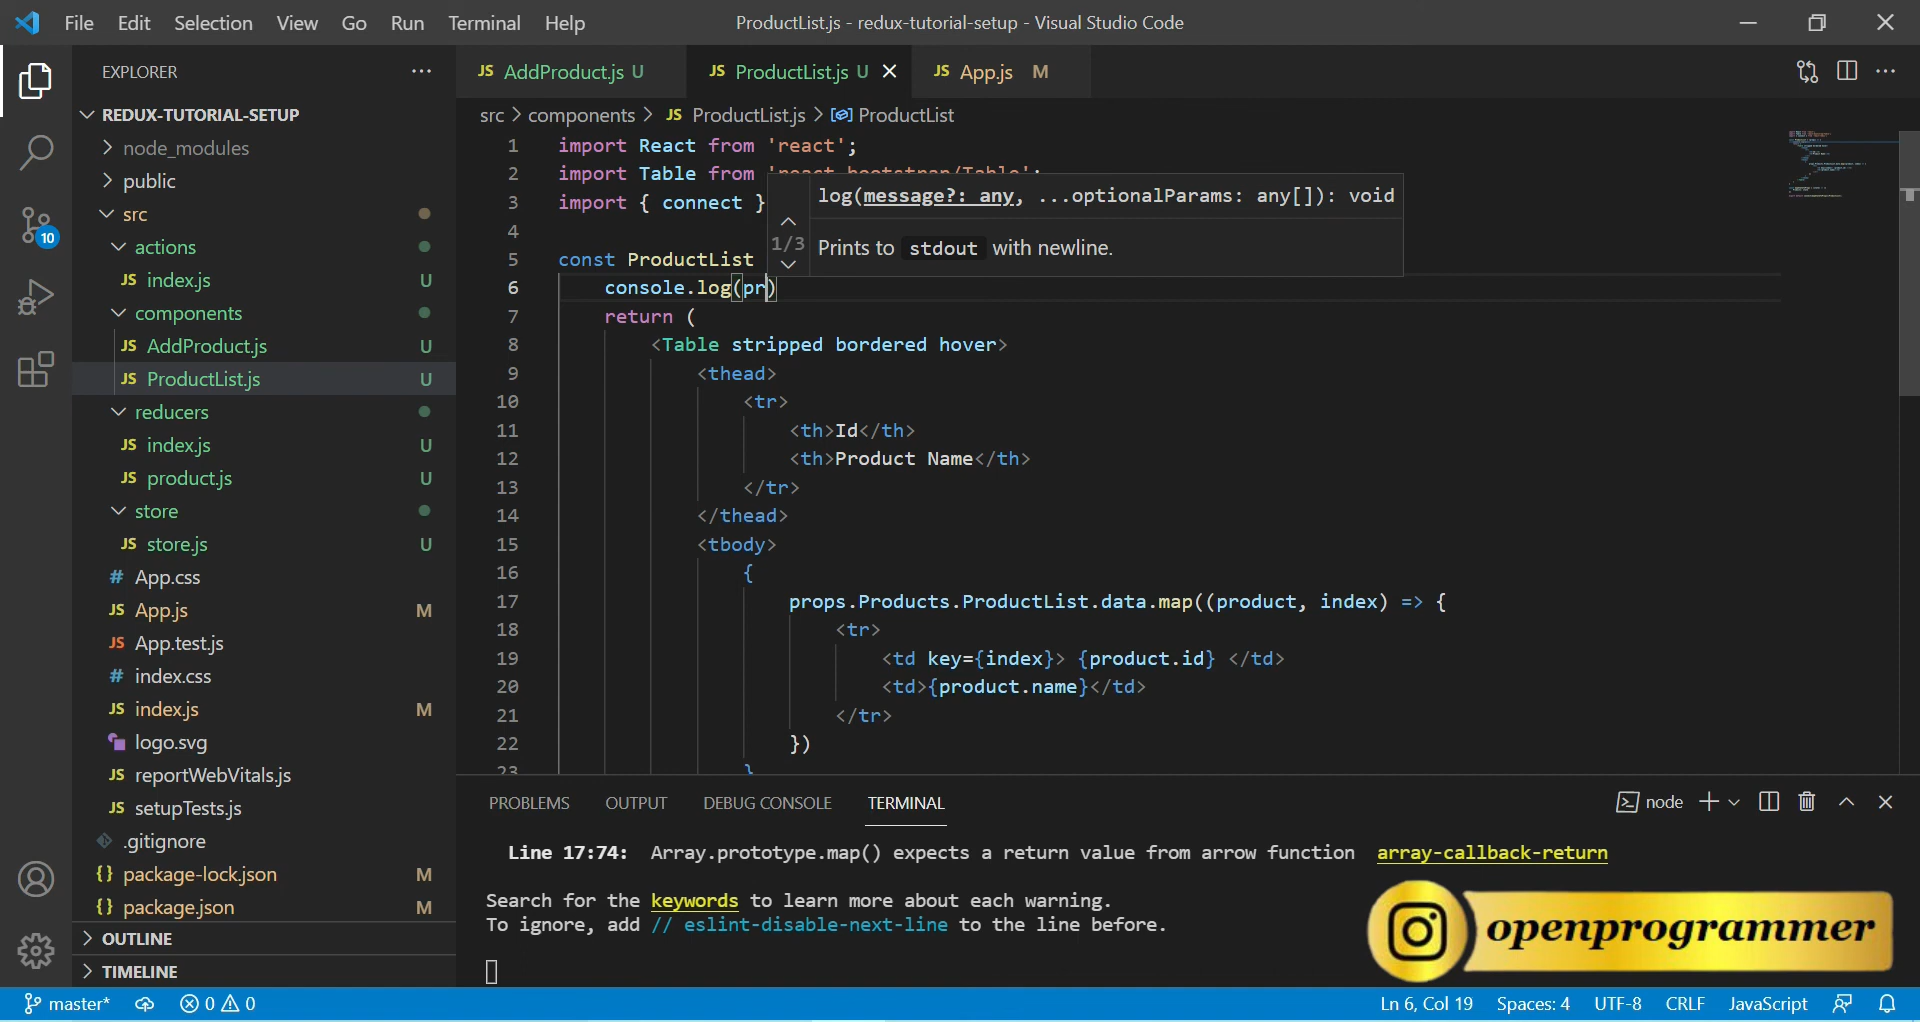 File Edit Selection View Go Run Terminal Help ProductList.js - redux-tutorial-setup - Visual Studio Code
EXPLORER
REDUX-TUTORIAL-SETUP
node_modules
public
src
actions
JS index.js U
components
JS AddProduct.js U
JS ProductList.js U
reducers
JS index.js U
JS product.js U
store
JS store.js U
# App.css
JS App.js M
JS App.test.js
# index.css
JS index.js M
logo.svg
JS reportWebVitals.js
JS setupTests.js
.gitignore
{} package-lock.json M
{} package.json M
OUTLINE
TIMELINE
10
JS AddProduct.js U JS ProductList.js U JS App.js M
src > components > JS ProductList.js > ProductList
1 import React from 'react';
2 import Table from 'react-bootstrap/Table';
3 import { connect }
4
5 const ProductList
6 console.log(pr)
7 return (
8 <Table stripped bordered hover>
9 <thead>
10 <tr>
11 <th>Id</th>
12 <th>Product Name</th>
13 </tr>
14 </thead>
15 <tbody>
16 {
17 props.Products.ProductList.data.map((product, index) => {
18 <tr>
19 <td key={index}> {product.id} </td>
20 <td>{product.name}</td>
21 </tr>
22 })
23 }
log(message?: any, ...optionalParams: any[]): void
1/3
Prints to stdout with newline.
PROBLEMS OUTPUT DEBUG CONSOLE TERMINAL node
Line 17:74: Array.prototype.map() expects a return value from arrow function array-callback-return
Search for the keywords to learn more about each warning.
To ignore, add // eslint-disable-next-line to the line before.
openprogrammer
master* 0 0 Ln 6, Col 19 Spaces: 4 UTF-8 CRLF JavaScript